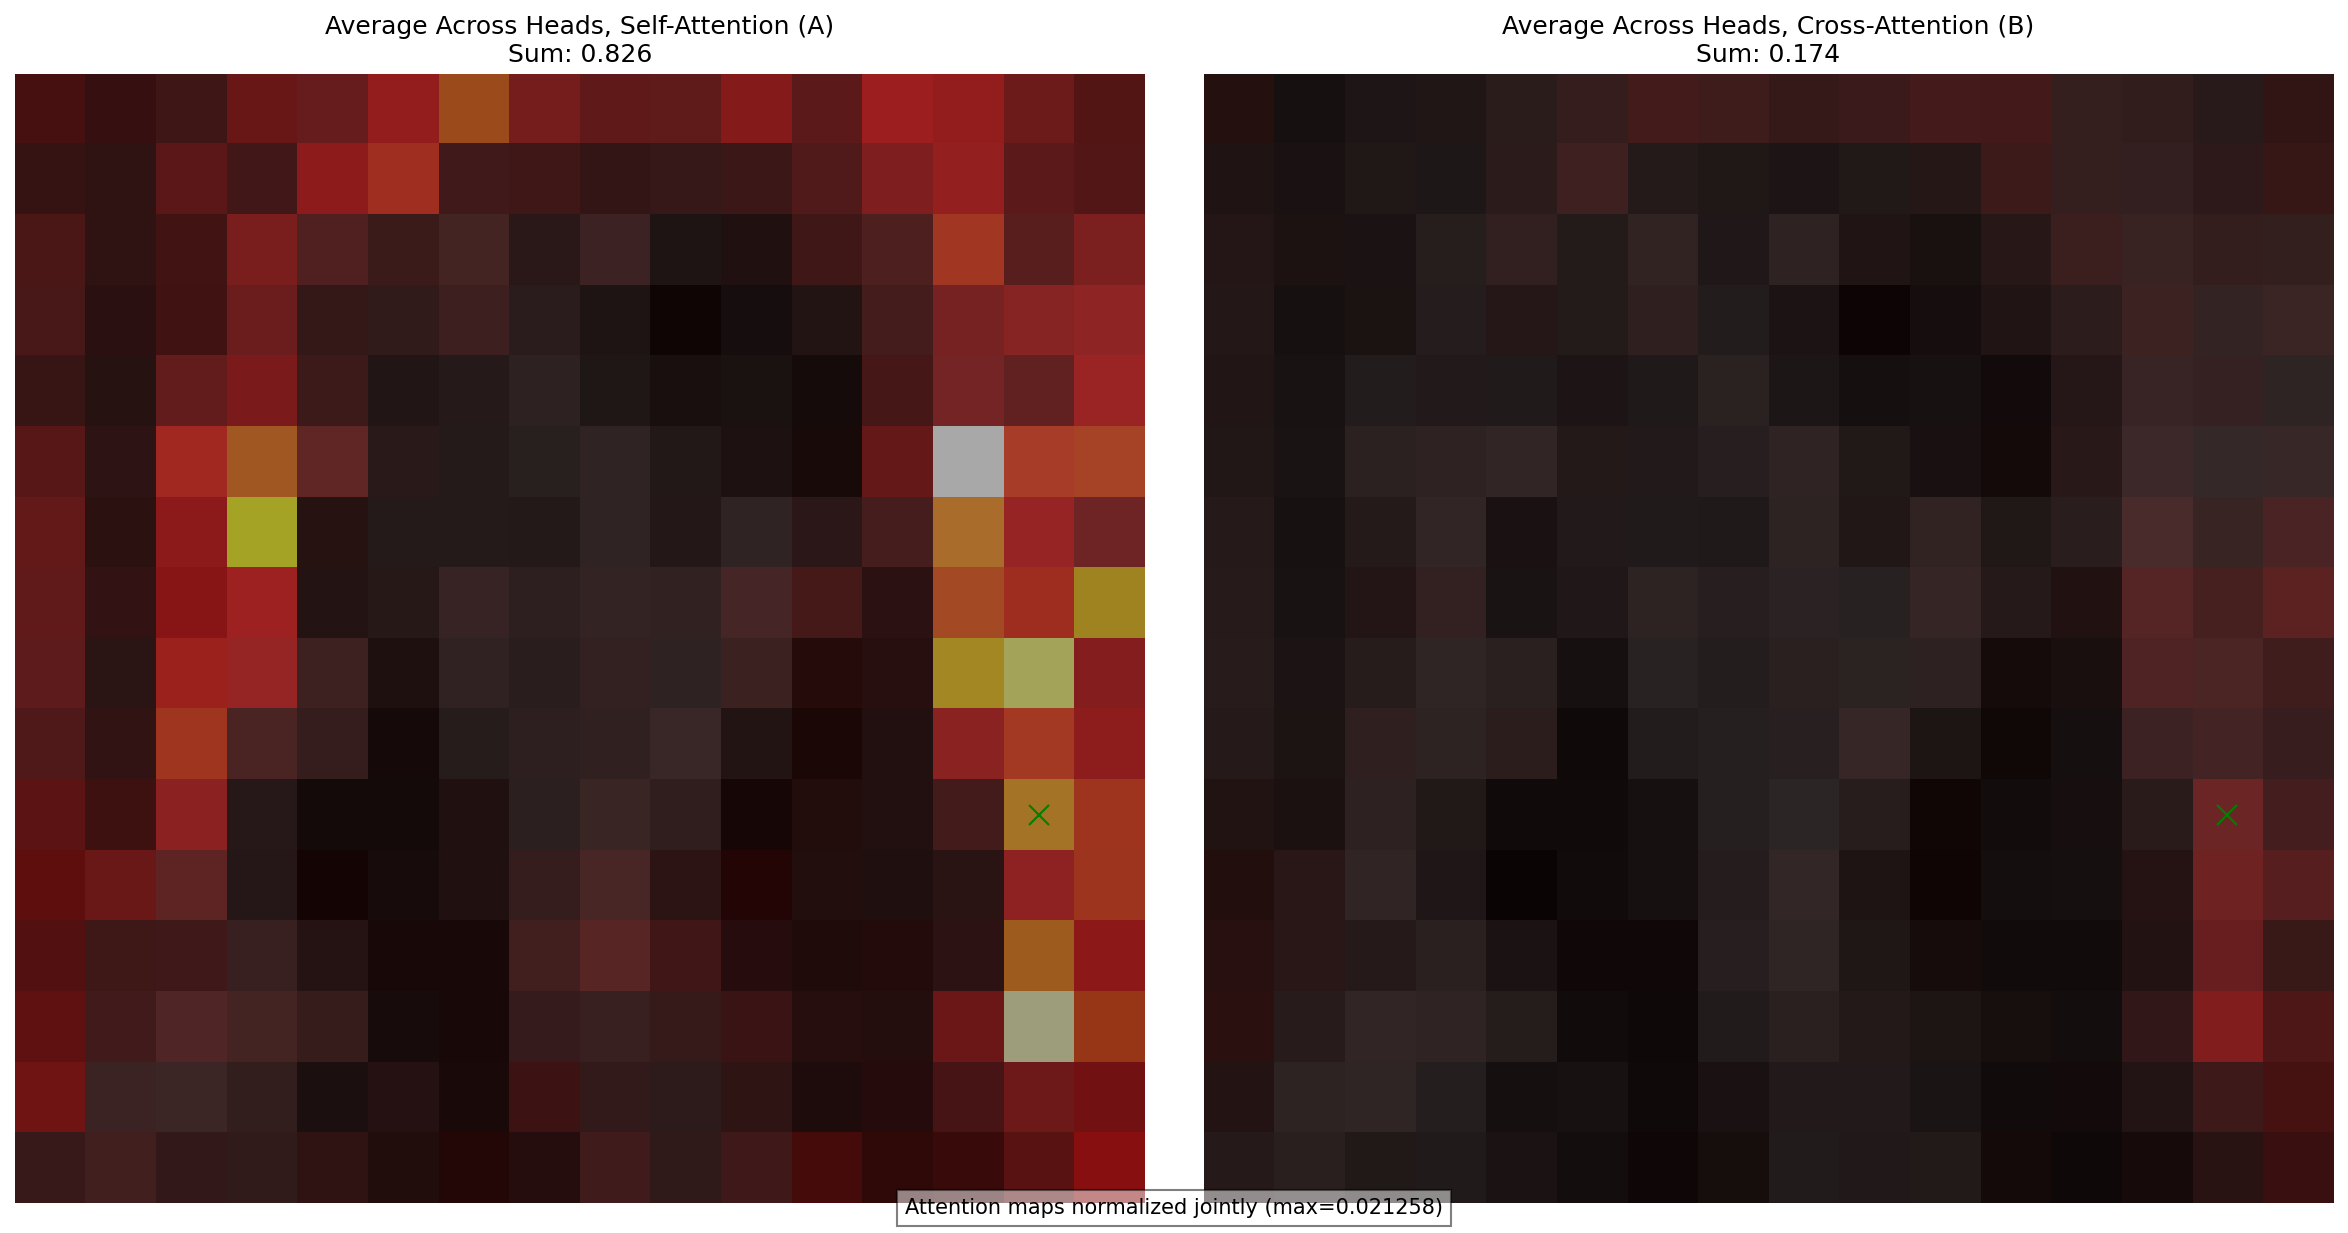 Average Across Heads, Self-Attention (A)
Sum: 0.826
Average Across Heads, Cross-Attention (B)
Sum: 0.174
Attention maps normalized jointly (max=0.021258)